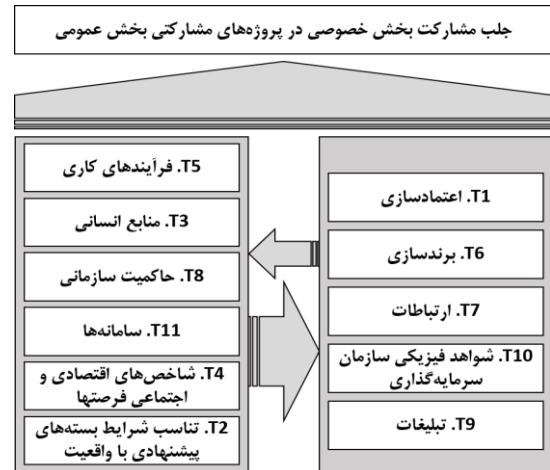 جلب مشارکت بخش خصوصی در پروژه‌های مشارکتی بخش عمومی
T1. اعتمادسازی
T6. برندسازی
T7. ارتباطات
T10. شواهد فیزیکی سازمان
سرمایه‌گذاری
T9. تبلیغات
T5. فرآیندهای کاری
T3. منابع انسانی
T8. حاکمیت سازمانی
T11. سامانه‌ها
T4. شاخص‌های اقتصادی و
اجتماعی فرصتها
T2. تناسب شرایط بسته‌های
پیشنهادی با واقعیت